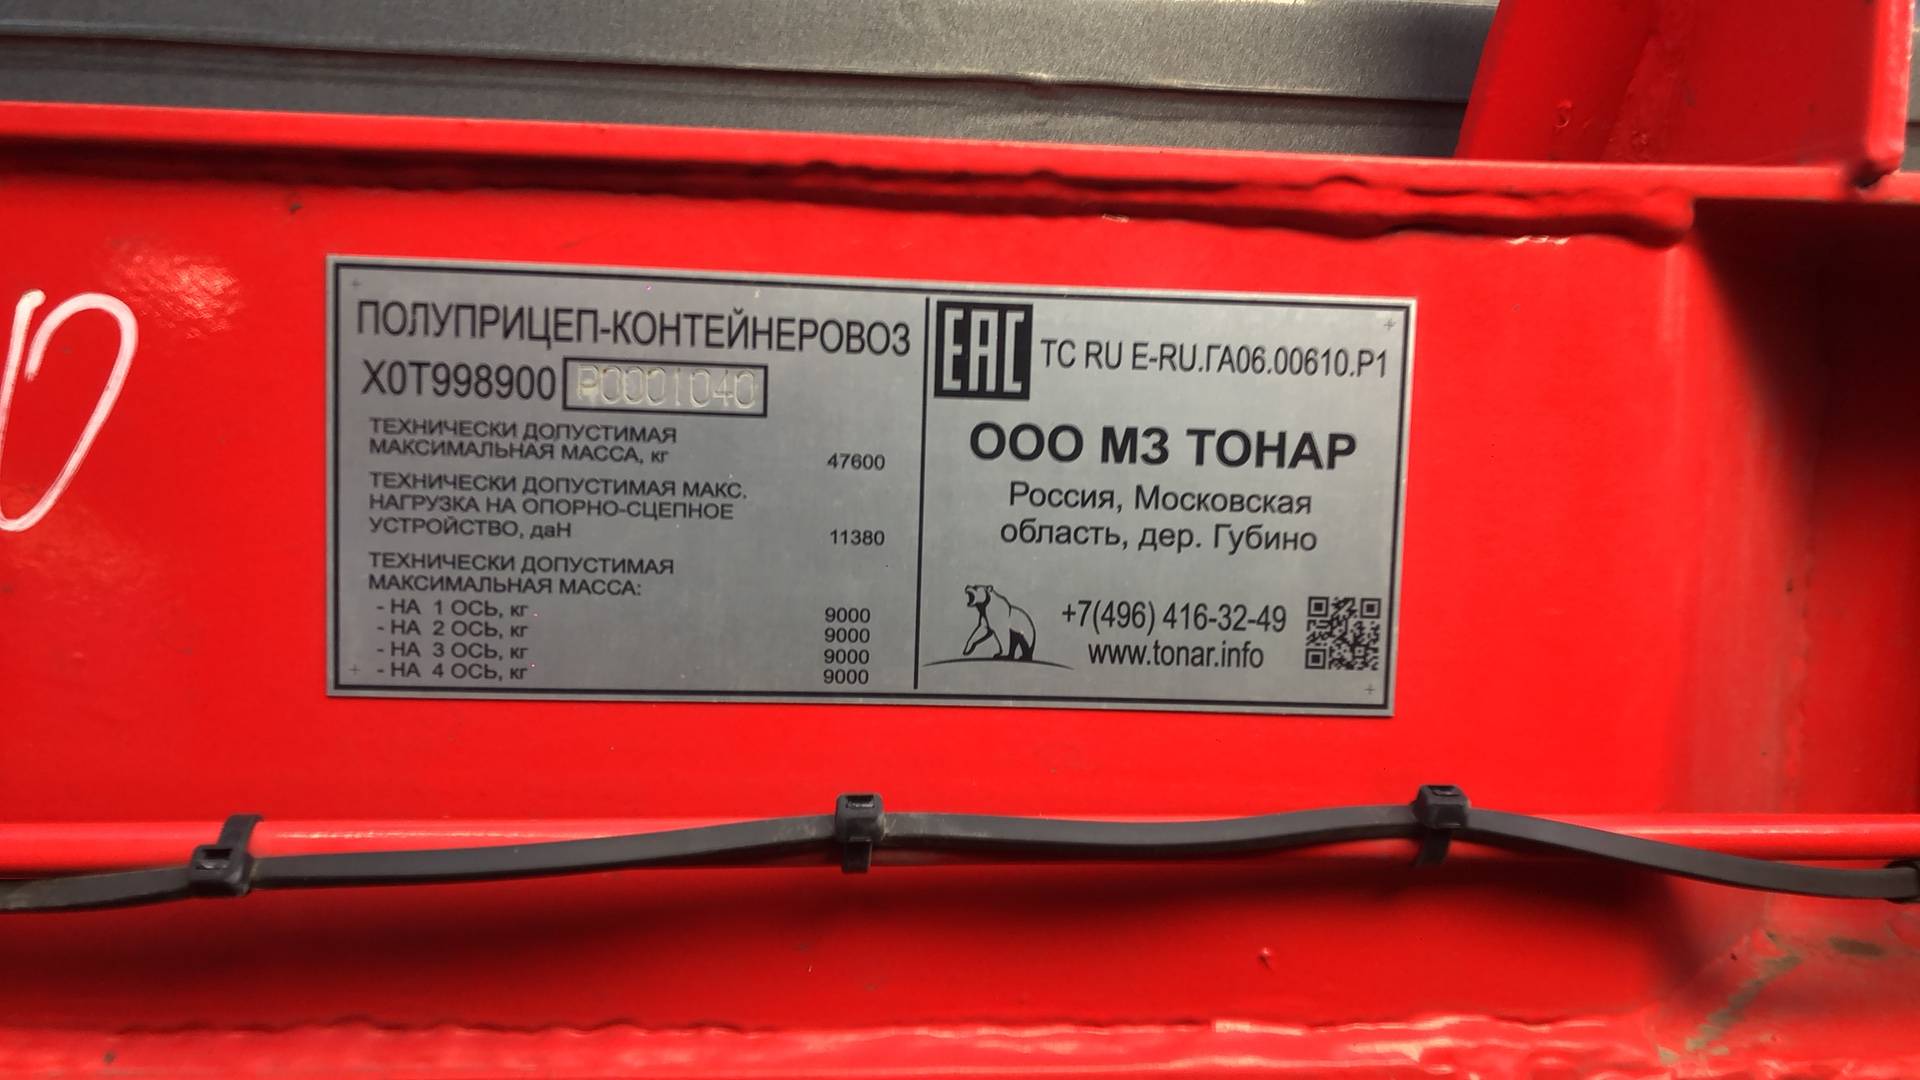 ПОЛУПРИЦЕП-КОНТЕЙНЕРОВОЗ
X0T998900 P0001040
ТЕХНИЧЕСКИ ДОПУСТИМАЯ
МАКСИМАЛЬНАЯ МАССА, кг 47600
ТЕХНИЧЕСКИ ДОПУСТИМАЯ МАКС.
НАГРУЗКА НА ОПОРНО-СЦЕПНОЕ
УСТРОЙСТВО, даН 11380
ТЕХНИЧЕСКИ ДОПУСТИМАЯ
МАКСИМАЛЬНАЯ МАССА:
- НА 1 ОСЬ, кг 9000
- НА 2 ОСЬ, кг 9000
- НА 3 ОСЬ, кг 9000
- НА 4 ОСЬ, кг 9000
EAC TC RU E-RU.ГА06.00610.P1
ООО МЗ ТОНАР
Россия, Московская
область, дер. Губино
+7(496) 416-32-49
www.tonar.info